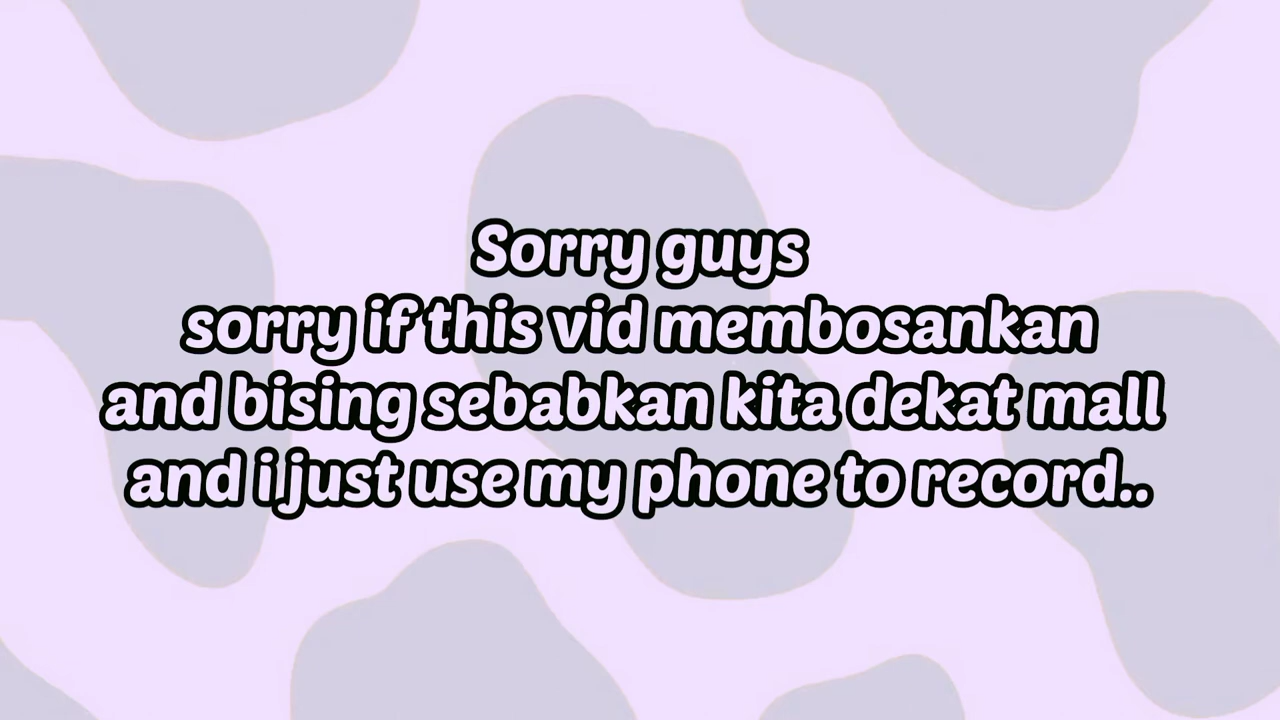 Sorry guys
sorry if this vid membosankan
and bising sebabkan kita dekat mall
and i just use my phone to record..